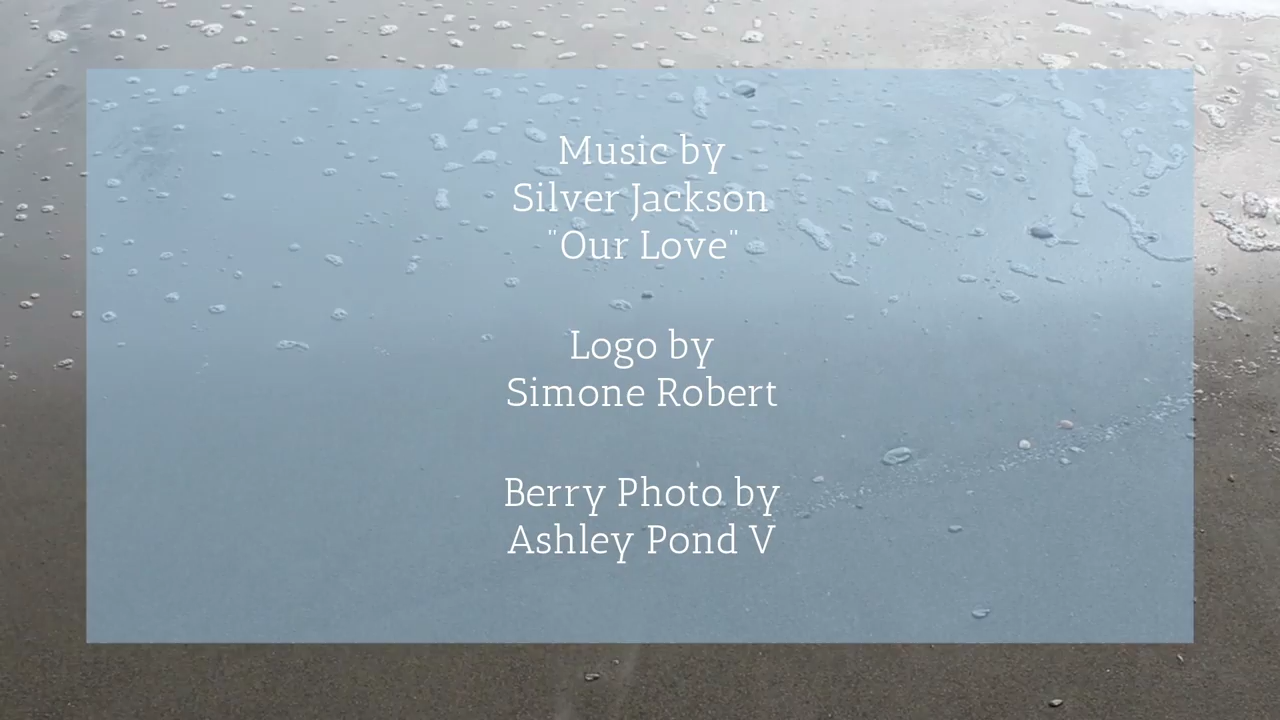 Music by
Silver Jackson
"Our Love"
Logo by
Simone Robert
Berry Photo by
Ashley Pond V